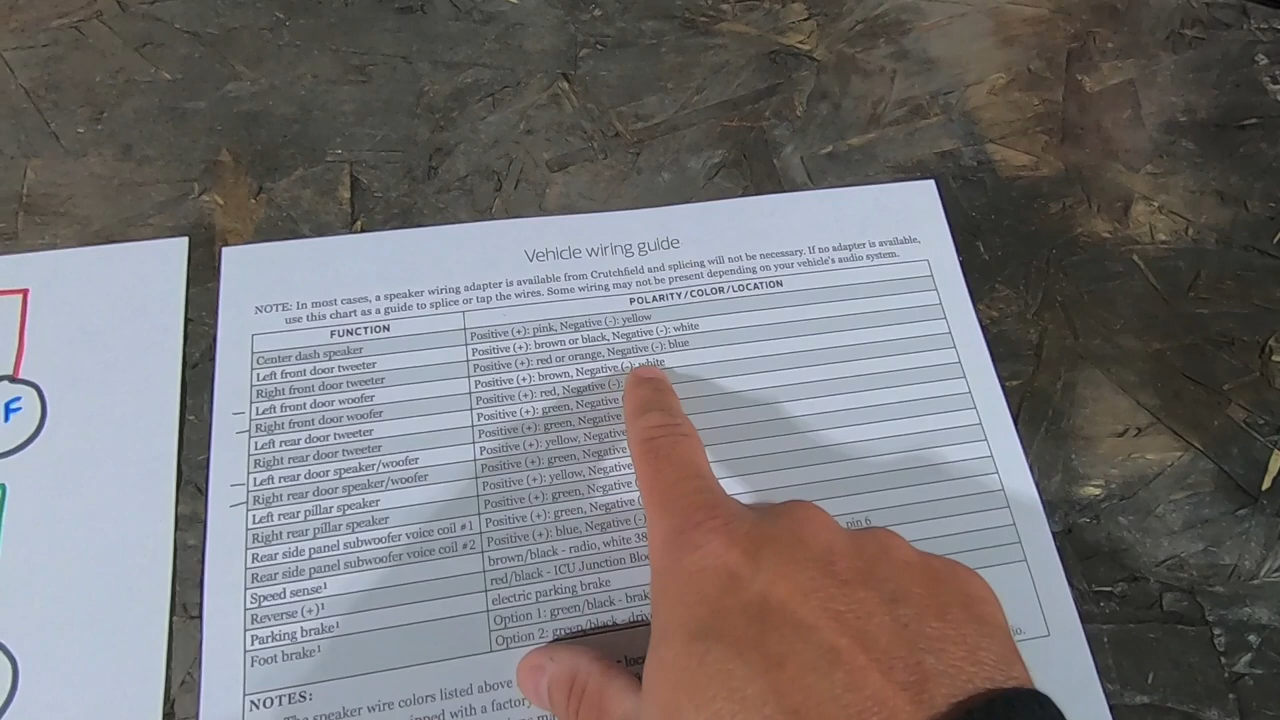 Vehicle wiring guide
NOTE: In most cases, a speaker wiring adapter is available from Crutchfield and splicing will not be necessary. If no adapter is available,
use this chart as a guide to splice or tap the wires. Some wiring may not be present depending on your vehicle's audio system.
FUNCTION POLARITY/COLOR/LOCATION
Center dash speaker Positive (+): pink, Negative (-): yellow
Left front door tweeter Positive (+): brown or black, Negative (-): white
Right front door tweeter Positive (+): red or orange, Negative (-): blue
Left front door woofer Positive (+): brown, Negative (-): white
Right front door woofer Positive (+): red, Negative (-):
Left rear door tweeter Positive (+): green, Negative
Right rear door tweeter Positive (+): green, Negative
Left rear door speaker/woofer Positive (+): yellow, Negative
Right rear door speaker/woofer Positive (+): green, Negative
Left rear pillar speaker Positive (+): yellow, Negative
Right rear pillar speaker Positive (+): green, Negative
Rear side panel subwoofer voice coil #1 Positive (+): green, Negative
Rear side panel subwoofer voice coil #2 Positive (+): blue, Negative (-)
Speed sense¹ brown/black - radio, white 38 pin 6
Reverse (+)¹ red/black - ICU Junction
Parking brake¹ electric parking brake
Foot brake¹ Option 1: green/black -
Option 2: green/black -
NOTES:
The speaker wire colors listed above
with a factory
F